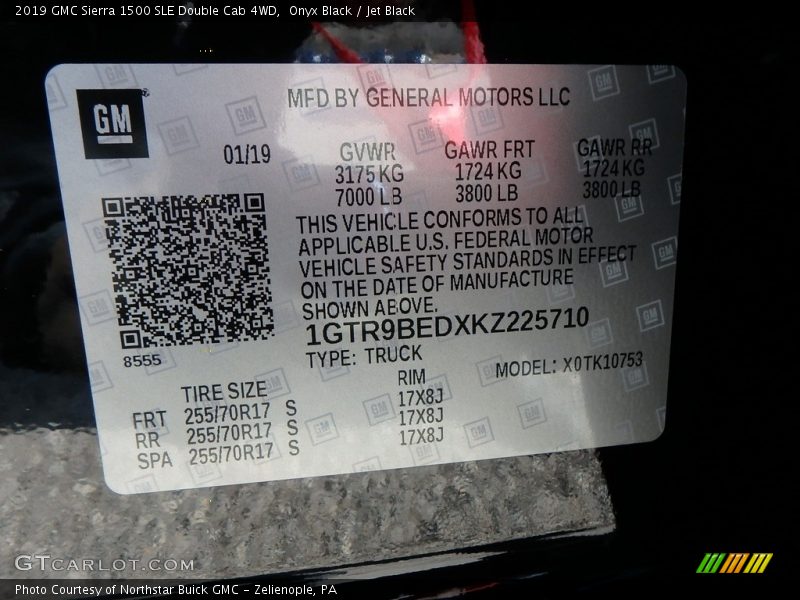 2019 GMC Sierra 1500 SLE Double Cab 4WD,  Onyx Black / Jet Black
GM®
MFD BY GENERAL MOTORS LLC
01/19
GVWR
3175 KG
7000 LB
GAWR FRT
1724 KG
3800 LB
GAWR RR
1724 KG
3800 LB
THIS VEHICLE CONFORMS TO ALL
APPLICABLE U.S. FEDERAL MOTOR
VEHICLE SAFETY STANDARDS IN EFFECT
ON THE DATE OF MANUFACTURE
SHOWN ABOVE.
1GTR9BEDXKZ225710
8555
TYPE: TRUCK
MODEL: X0TK10753
TIRE SIZE
RIM
FRT 255/70R17 S 17X8J
RR 255/70R17 S 17X8J
SPA 255/70R17 S 17X8J
GTCARLOT.COM
Photo Courtesy of Northstar Buick GMC - Zelienople, PA